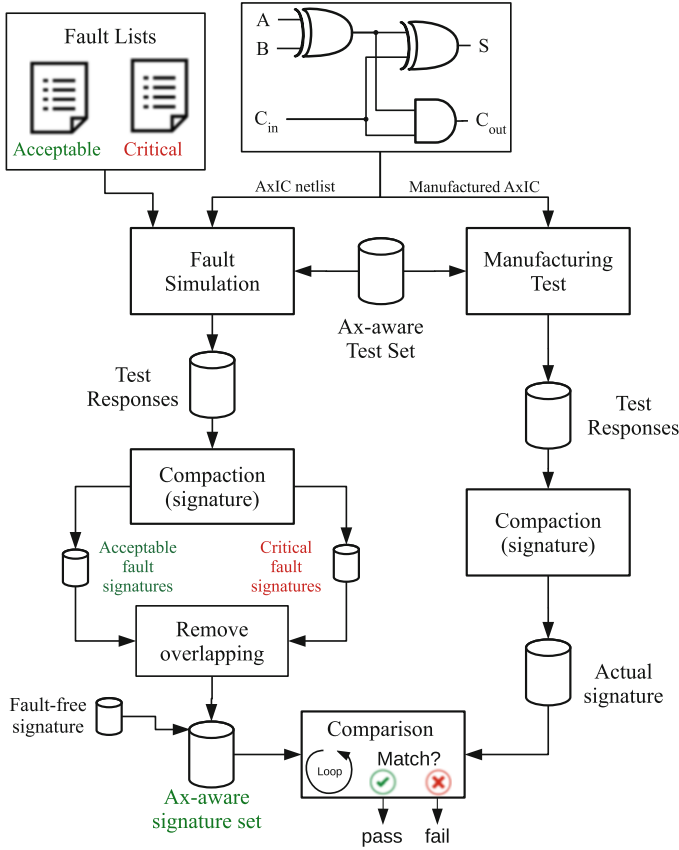 Fault Lists
Acceptable
Critical
A
B
C_in
S
C_out
AxIC netlist
Manufactured AxIC
Fault
Simulation
Ax-aware
Test Set
Manufacturing
Test
Test
Responses
Test
Responses
Compaction
(signature)
Compaction
(signature)
Acceptable
fault
signatures
Critical
fault
signatures
Remove
overlapping
Actual
signature
Fault-free
signature
Ax-aware
signature set
Comparison
Loop
Match?
pass
fail